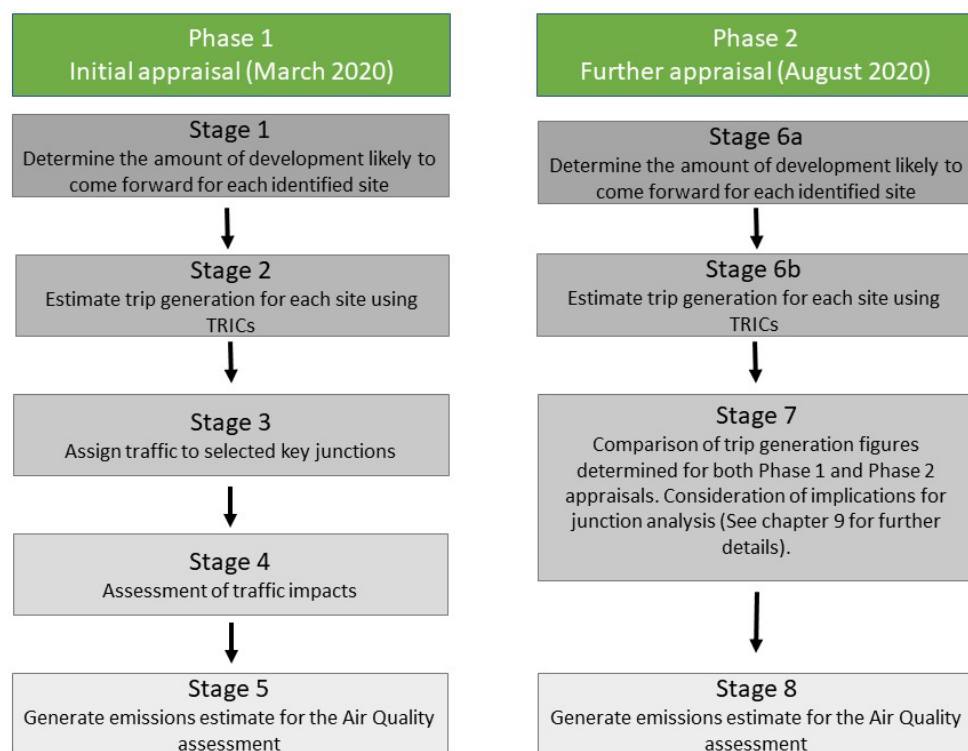 Phase 1
Initial appraisal (March 2020)
Stage 1
Determine the amount of development likely to
come forward for each identified site
Stage 2
Estimate trip generation for each site using
TRICs
Stage 3
Assign traffic to selected key junctions
Stage 4
Assessment of traffic impacts
Stage 5
Generate emissions estimate for the Air Quality
assessment
Phase 2
Further appraisal (August 2020)
Stage 6a
Determine the amount of development likely to
come forward for each identified site
Stage 6b
Estimate trip generation for each site using
TRICs
Stage 7
Comparison of trip generation figures
determined for both Phase 1 and Phase 2
appraisals. Consideration of implications for
junction analysis (See chapter 9 for further
details).
Stage 8
Generate emissions estimate for the Air Quality
assessment